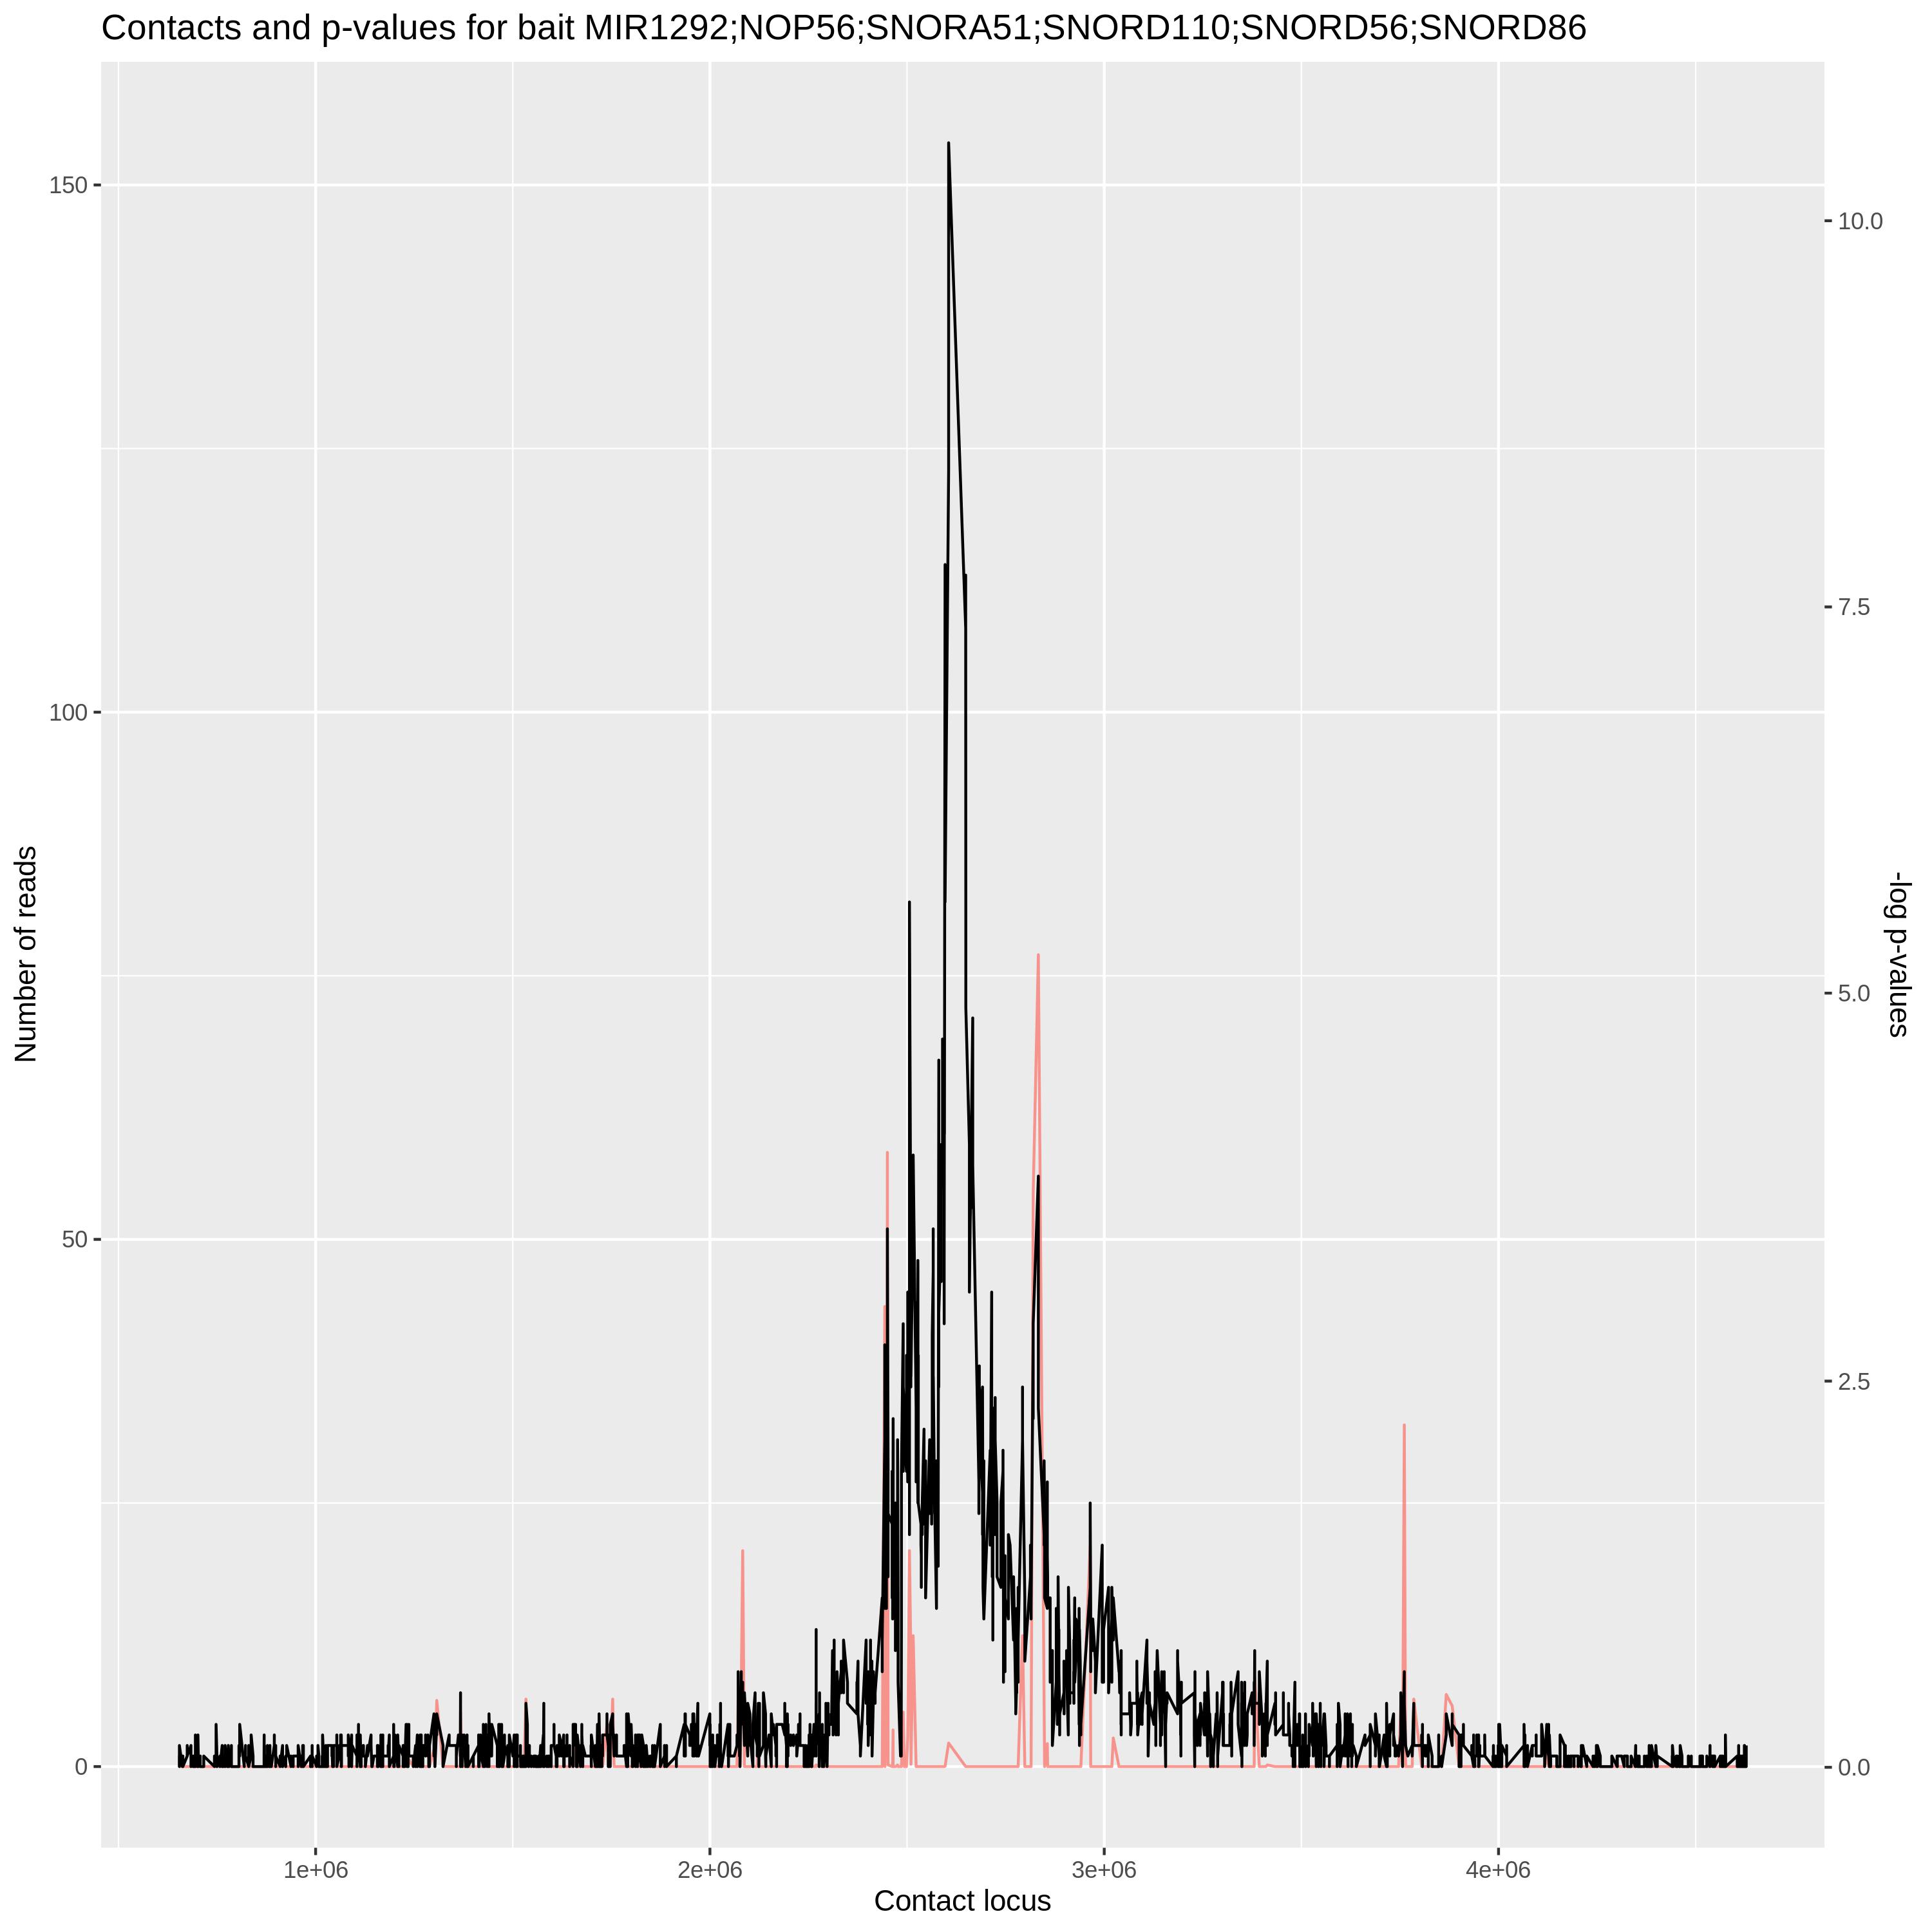 Contacts and p-values for bait MIR1292;NOP56;SNORA51;SNORD110;SNORD56;SNORD86
150
100
50
0
Number of reads
10.0
7.5
5.0
2.5
0.0
-log p-values
1e+06
2e+06
3e+06
4e+06
Contact locus